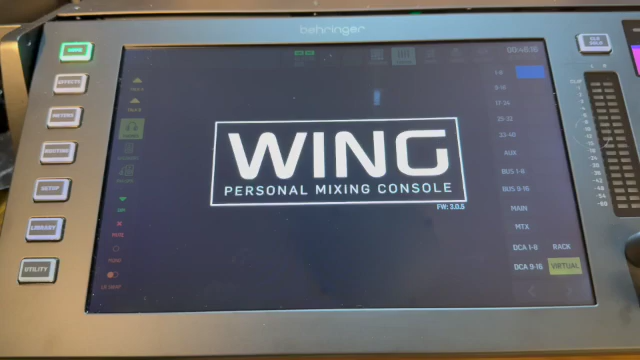 behringer
EFFECTS
METERS
ROUTING
SETUP
LIBRARY
UTILITY
WING
PERSONAL MIXING CONSOLE
FW: 3.0.5
1-8
9-16
17-24
25-32
33-40
AUX
BUS 1-8
BUS 9-16
MAIN
MTX
DCA 1-8
RACK
DCA 9-16
VIRTUAL
CLR
SOLO